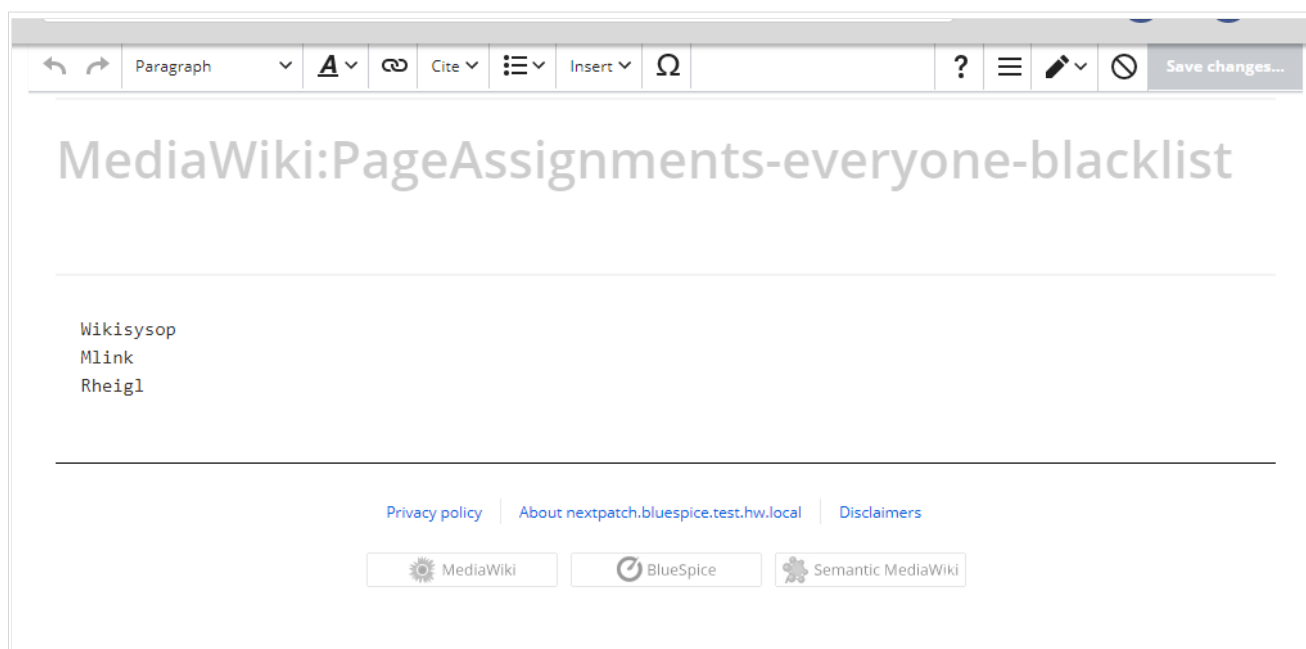 Paragraph A Cite Insert Ω ? Save changes...
MediaWiki:PageAssignments-everyone-blacklist
Wikisysop
Mlink
Rheigl
Privacy policy About nextpatch.bluespice.test.hw.local Disclaimers
MediaWiki BlueSpice Semantic MediaWiki